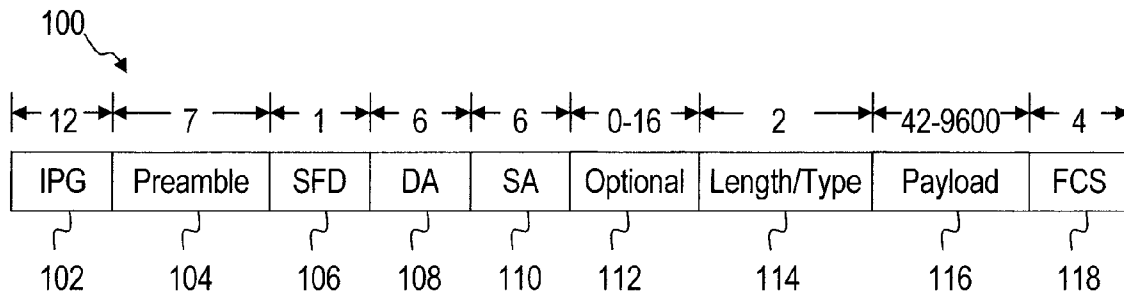 100
12 7 1 6 6 0-16 2 42-9600 4
IPG Preamble SFD DA SA Optional Length/Type Payload FCS
102 104 106 108 110 112 114 116 118